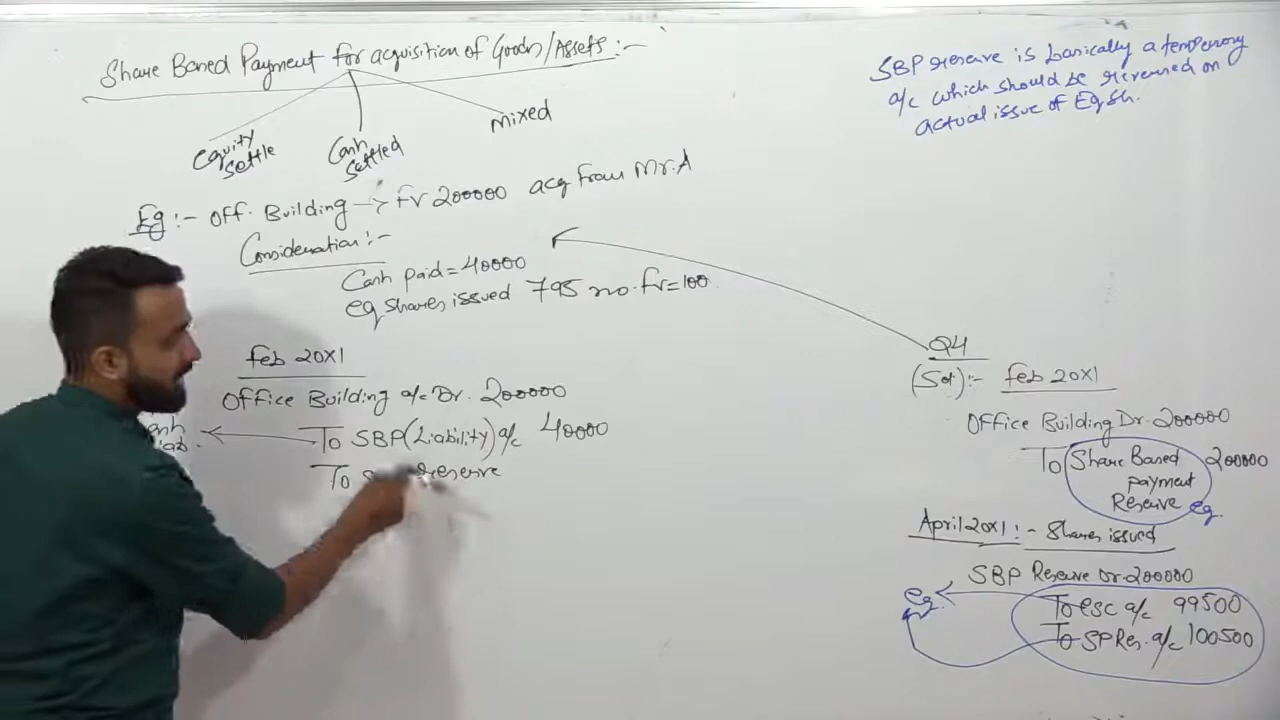 Share Based Payment for acquisition of Goods/Assets :-
Equity Settle
Cash Settled
mixed
Eg :- Off. Building -> FV 200000 acq from Mr. A
Consideration :-
Cash paid = 40000
eq shares issued 795 no. fv=100
feb 20X1
Office Building a/c Dr. 200000
To SBP (Liability) a/c 40000
To reserve
SBP reserve is basically a temporary
a/c which should be reversed on
actual issue of Eq Sh.
Q4
(Sol) :- feb 20X1
Office Building Dr. 200000
To Share Based 200000
payment
Reserve eq.
April 20X1 :- Shares issued
SBP Reserve Dr. 200000
eq.
To esc a/c 99500
To SP Res. a/c 100500